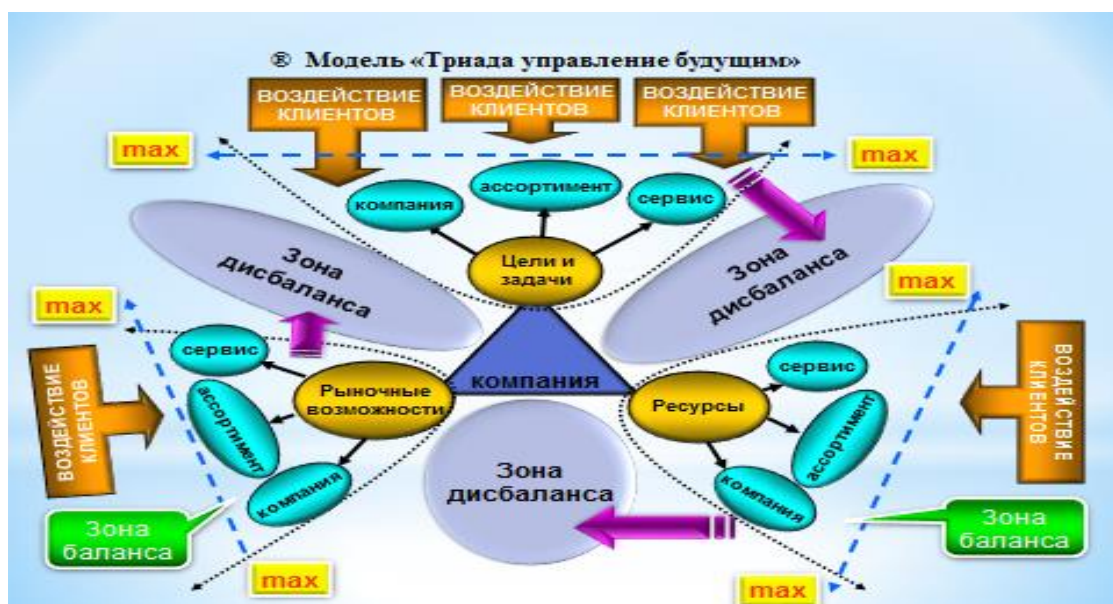 ® Модель «Триада управление будущим»
ВОЗДЕЙСТВИЕ
КЛИЕНТОВ
ВОЗДЕЙСТВИЕ
КЛИЕНТОВ
ВОЗДЕЙСТВИЕ
КЛИЕНТОВ
max
max
компания
ассортимент
сервис
Цели и
задачи
Зона
дисбаланса
Зона
дисбаланса
max
max
сервис
ассортимент
компания
Рыночные
возможности
компания
Ресурсы
сервис
ассортимент
компания
ВОЗДЕЙСТВИЕ
КЛИЕНТОВ
ВОЗДЕЙСТВИЕ
КЛИЕНТОВ
Зона
дисбаланса
Зона
баланса
Зона
баланса
max
max